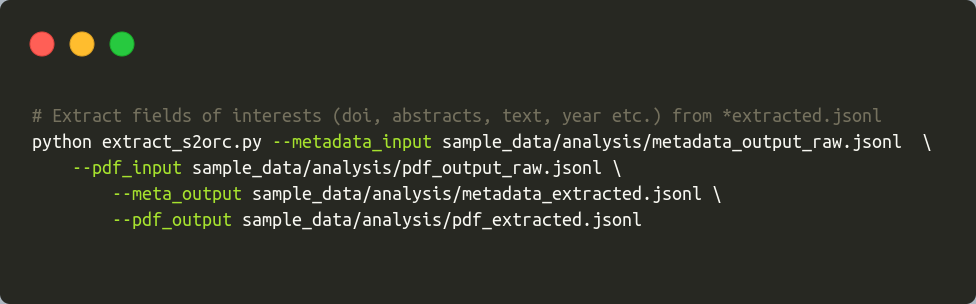 # Extract fields of interests (doi, abstracts, text, year etc.) from *extracted.jsonl
python extract_s2orc.py --metadata_input sample_data/analysis/metadata_output_raw.jsonl  \
    --pdf_input sample_data/analysis/pdf_output_raw.jsonl \
        --meta_output sample_data/analysis/metadata_extracted.jsonl \
        --pdf_output sample_data/analysis/pdf_extracted.jsonl